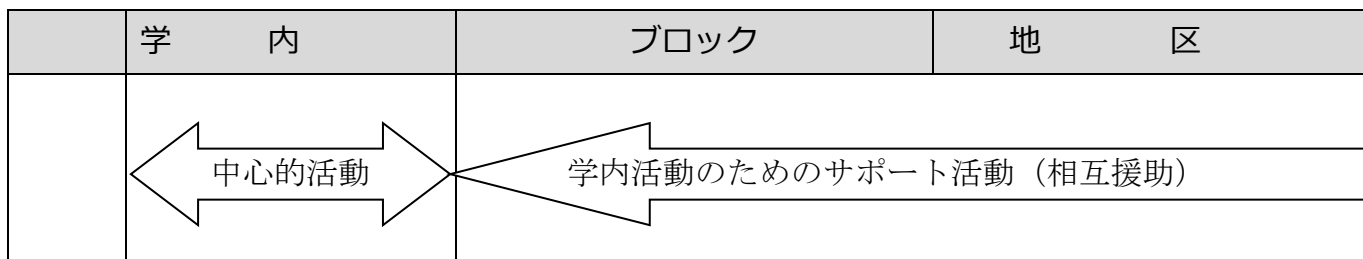 学　　　内　ブロック　地　　　区
中心的活動　学内活動のためのサポート活動（相互援助）